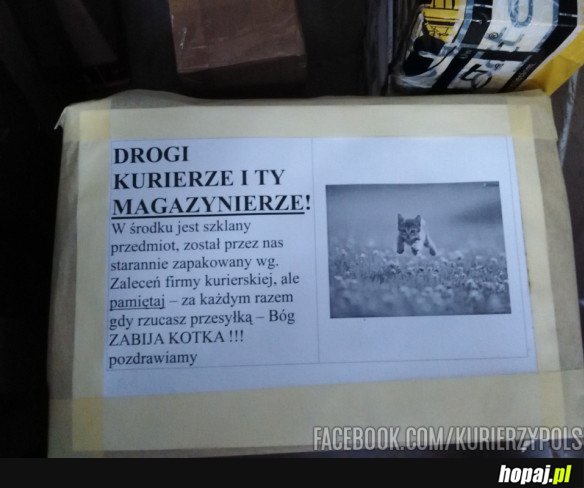 DROGI
KURIERZE I TY
MAGAZYNIERZE!
W środku jest szklany
przedmiot, został przez nas
starannie zapakowany wg.
Zaleceń firmy kurierskiej, ale
pamiętaj – za każdym razem
gdy rzucasz przesyłką – Bóg
ZABIJA KOTKA !!!
pozdrawiamy
FACEBOOK.COM/KURIERZYPOLS
hopaj.pl